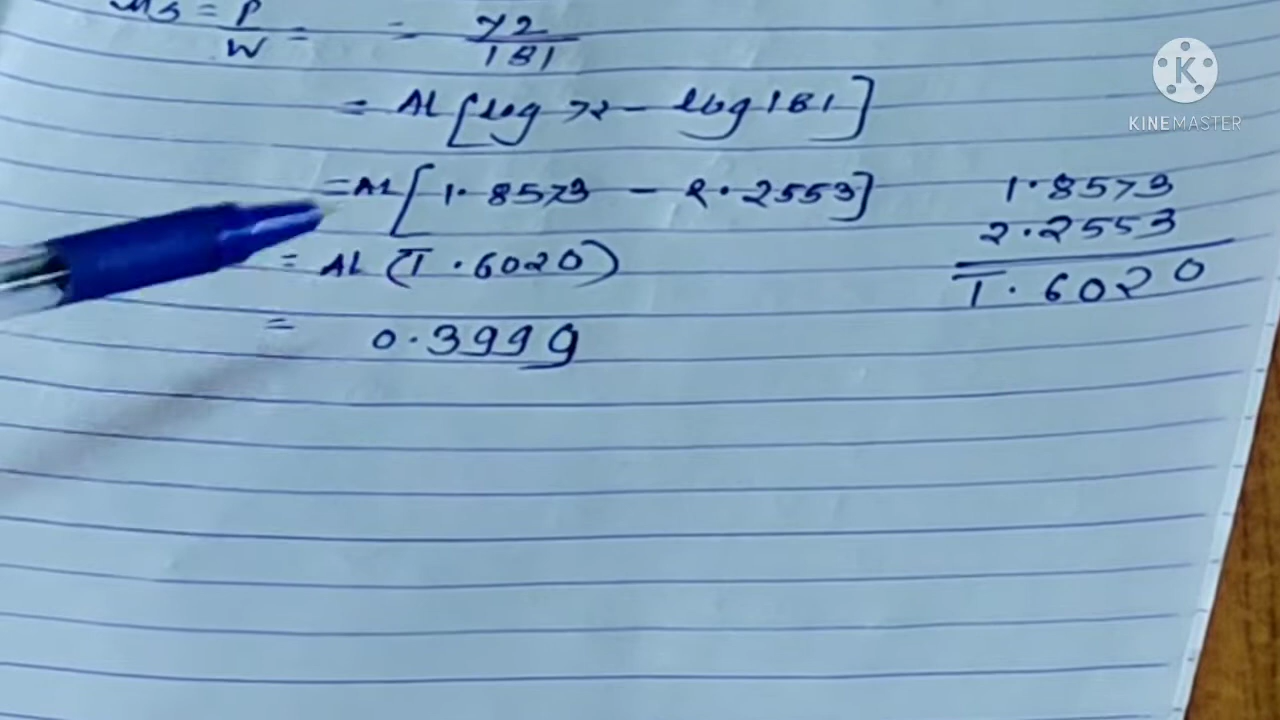 μs = P/W = = 72/181
= AL [log 72 - log 181]
= AL [1.8573 - 2.2553]
= AL (1̅.6020)
= 0.3999
1.8573
2.2553
1̅.6020
KINEMASTER